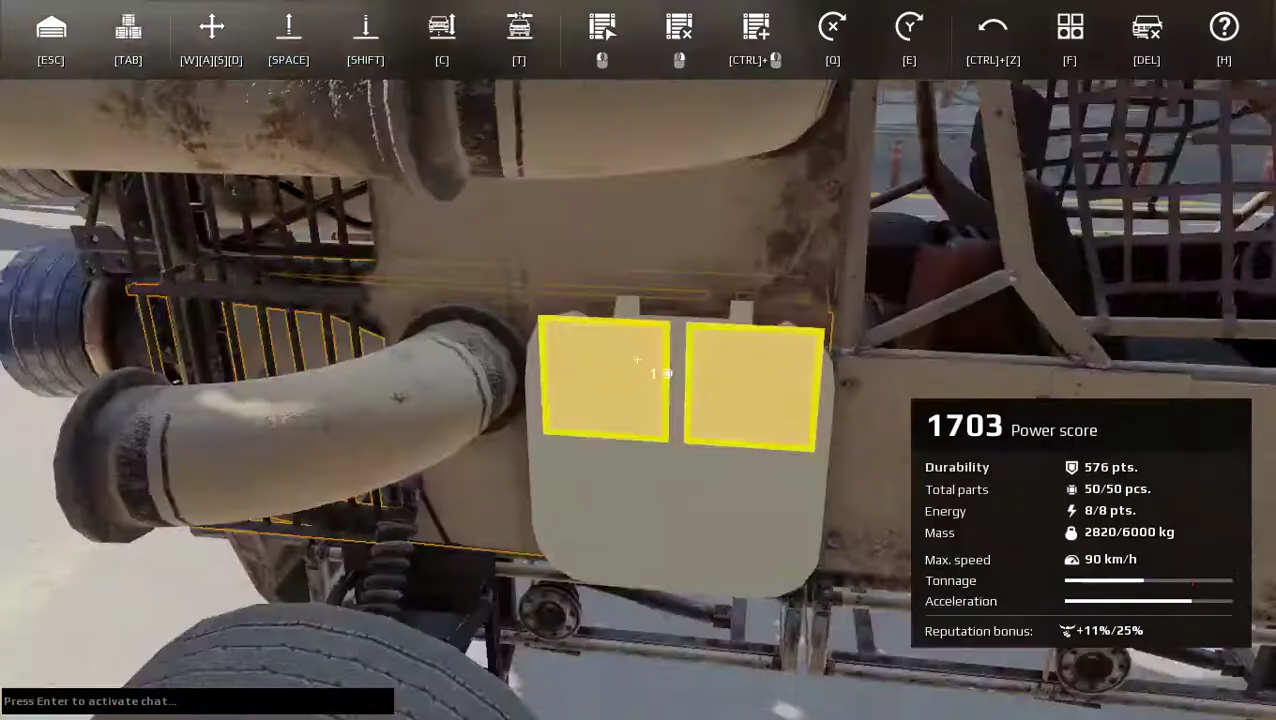 [ESC] [TAB] [W][A][S][D] [SPACE] [SHIFT] [C] [T] [CTRL]+ [Q] [E] [CTRL]+[Z] [F] [DEL] [H]
1
1703 Power score
Durability 576 pts.
Total parts 50/50 pcs.
Energy 8/8 pts.
Mass 2820/6000 kg
Max. speed 90 km/h
Tonnage
Acceleration
Reputation bonus: +11%/25%
Press Enter to activate chat...